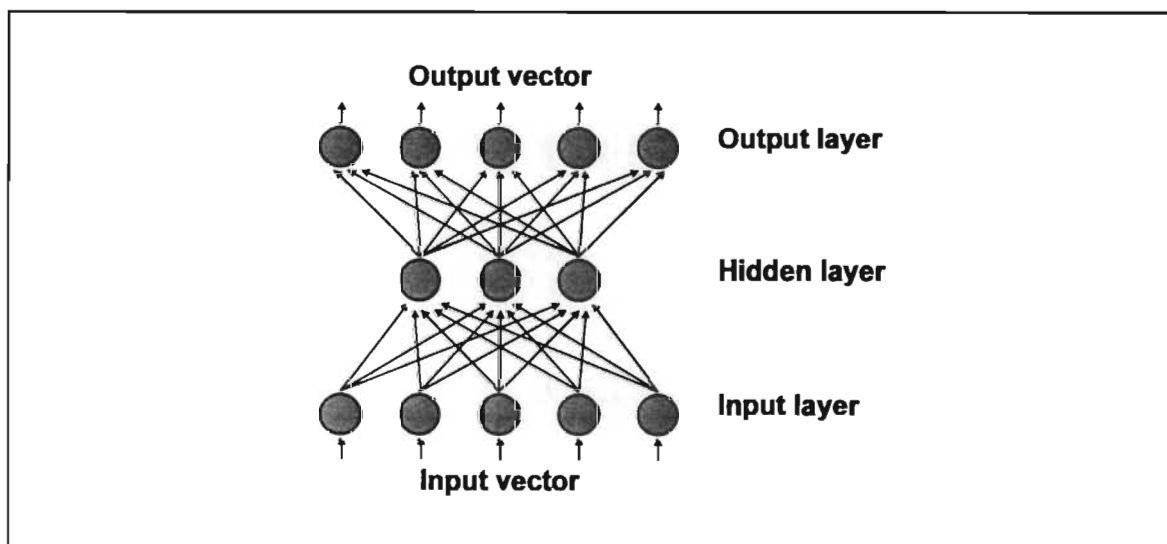 Output vector
Output layer
Hidden layer
Input layer
Input vector